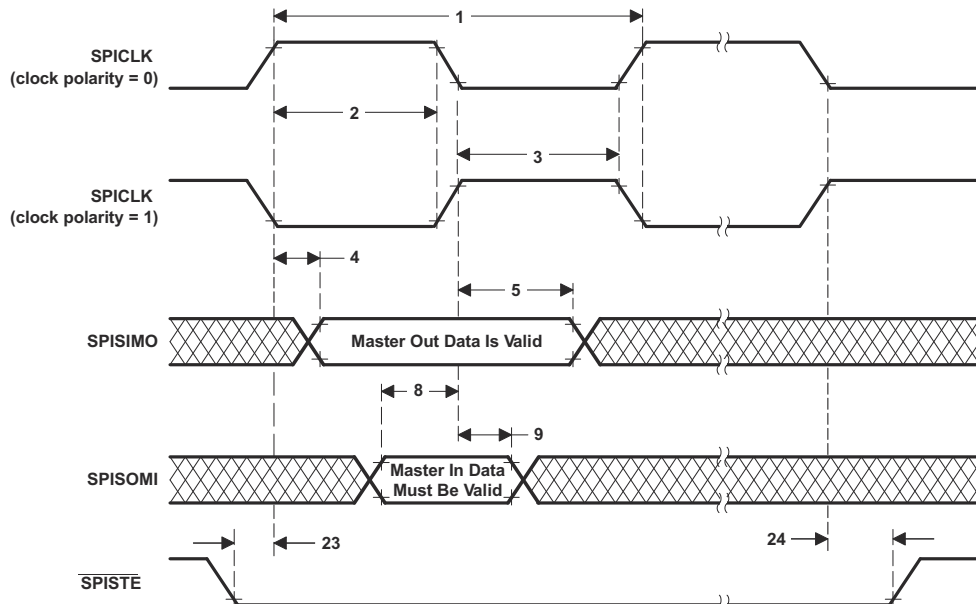 1
SPICLK
(clock polarity = 0)
2
3
SPICLK
(clock polarity = 1)
4
5
SPISIMO
Master Out Data Is Valid
8
9
SPISOMI
Master In Data
Must Be Valid
23
24
SPISTE